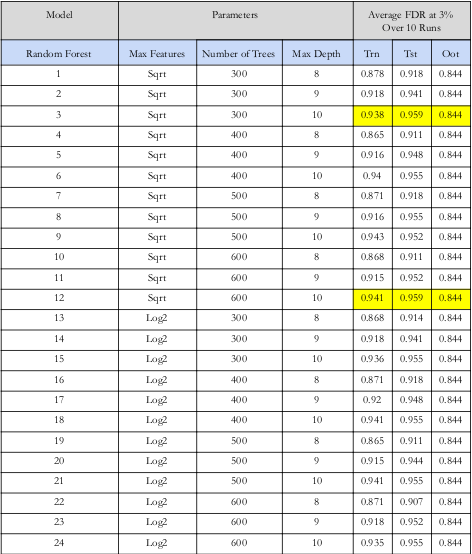 Model Parameters Average FDR at 3%
Over 10 Runs
Random Forest Max Features Number of Trees Max Depth Trn Tst Oot
1 Sqrt 300 8 0.878 0.918 0.844
2 Sqrt 300 9 0.918 0.941 0.844
3 Sqrt 300 10 0.938 0.959 0.844
4 Sqrt 400 8 0.865 0.911 0.844
5 Sqrt 400 9 0.916 0.948 0.844
6 Sqrt 400 10 0.94 0.955 0.844
7 Sqrt 500 8 0.871 0.918 0.844
8 Sqrt 500 9 0.916 0.955 0.844
9 Sqrt 500 10 0.943 0.952 0.844
10 Sqrt 600 8 0.868 0.911 0.844
11 Sqrt 600 9 0.915 0.952 0.844
12 Sqrt 600 10 0.941 0.959 0.844
13 Log2 300 8 0.868 0.914 0.844
14 Log2 300 9 0.918 0.941 0.844
15 Log2 300 10 0.936 0.955 0.844
16 Log2 400 8 0.871 0.918 0.844
17 Log2 400 9 0.92 0.948 0.844
18 Log2 400 10 0.941 0.955 0.844
19 Log2 500 8 0.865 0.911 0.844
20 Log2 500 9 0.915 0.944 0.844
21 Log2 500 10 0.941 0.955 0.844
22 Log2 600 8 0.871 0.907 0.844
23 Log2 600 9 0.918 0.952 0.844
24 Log2 600 10 0.935 0.955 0.844